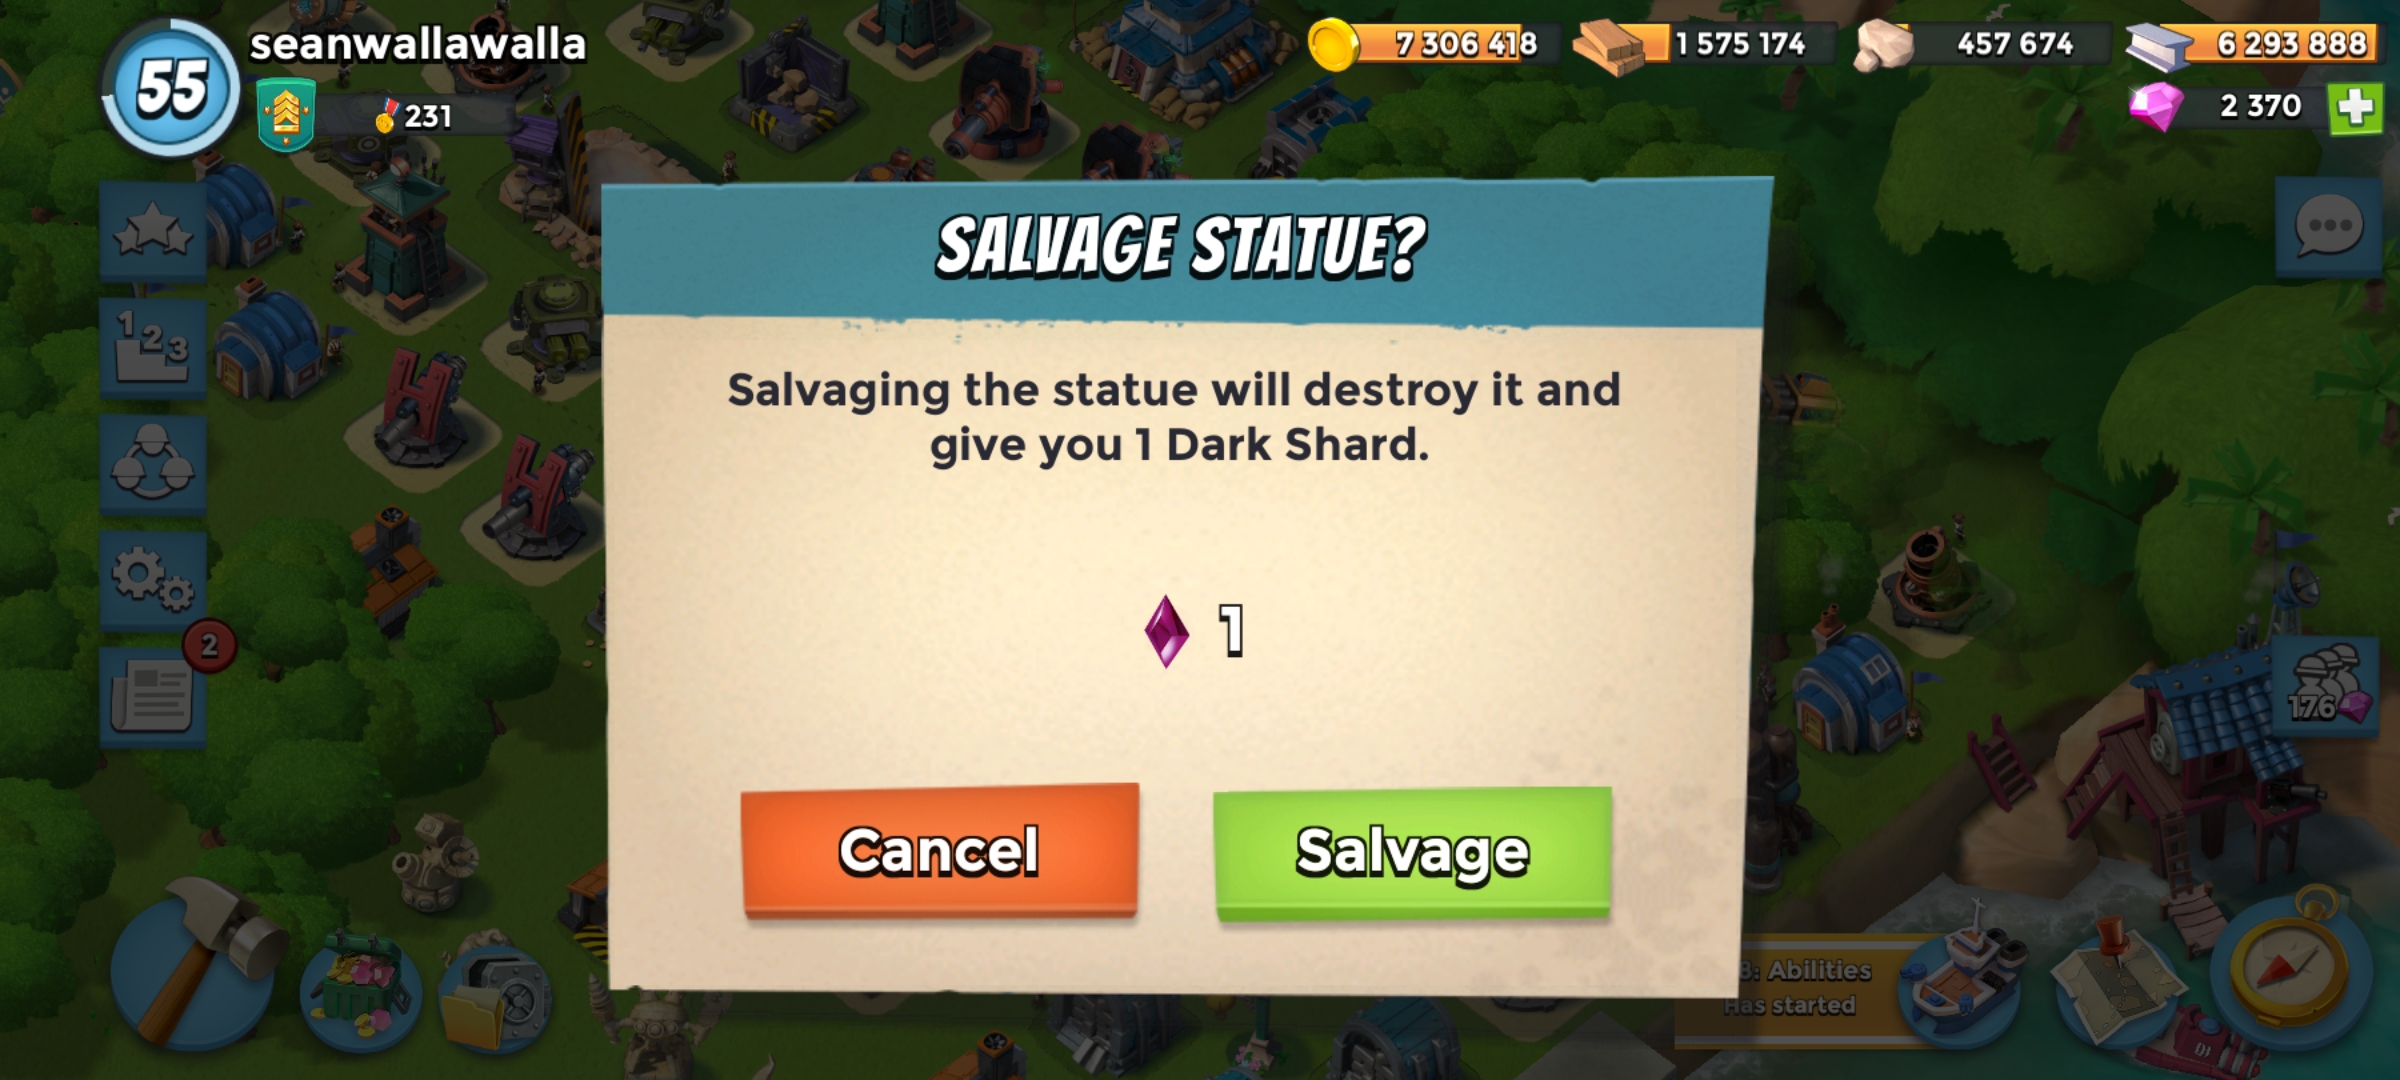 55
seanwallawalla
231
7 306 418
1 575 174
457 674
6 293 888
2 370
1 2 3
2
SALVAGE STATUE?
Salvaging the statue will destroy it and
give you 1 Dark Shard.
1
Cancel
Salvage
176
8: Abilities
Has started